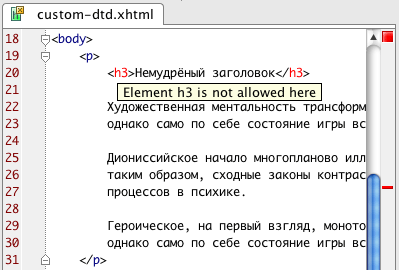 custom-dtd.xhtml
18 <body>
19 <p>
20 <h3>Немудрёный заголовок</h3>
21 Element h3 is not allowed here
22 Художественная ментальность трансформ
23 однако само по себе состояние игры вс
24
25 Дионисийское начало многопланово илл
26 таким образом, сходные законы контрас
27 процессов в психике.
28
29 Героическое, на первый взгляд, моното
30 однако само по себе состояние игры вс
31 </p>